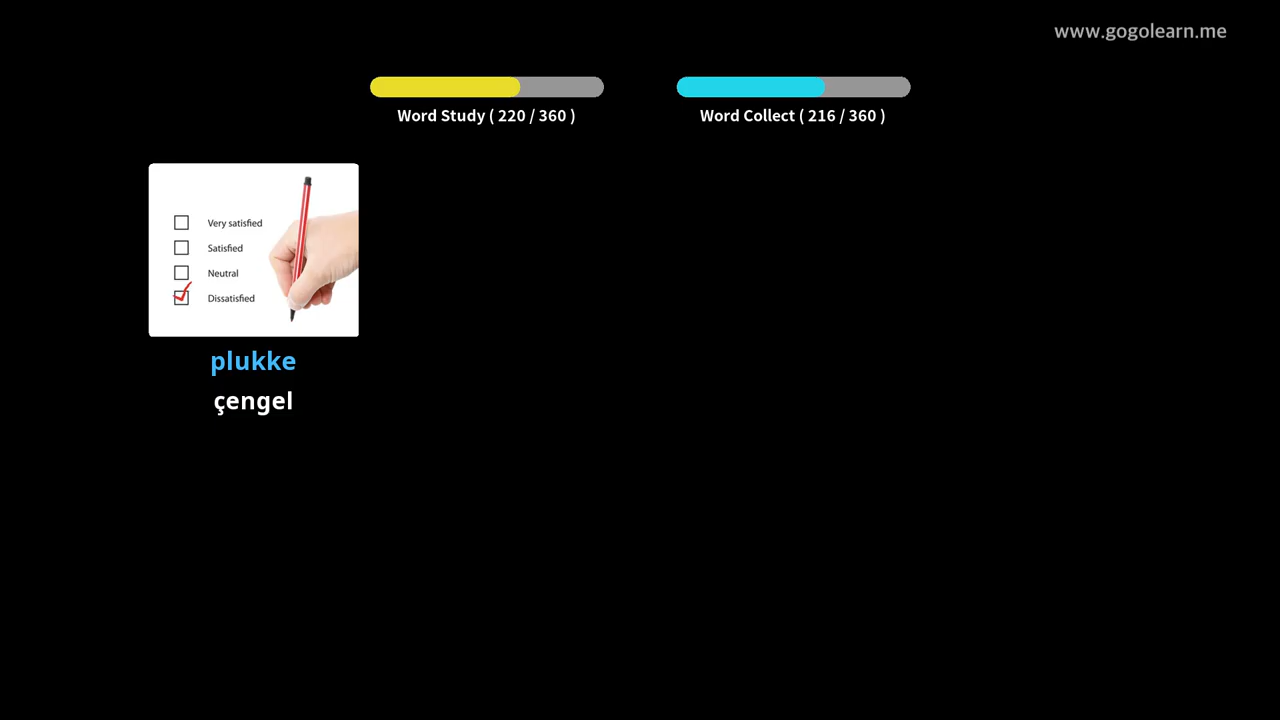 www.gogolearn.me
Word Study ( 220 / 360 )
Word Collect ( 216 / 360 )
Very satisfied
Satisfied
Neutral
Dissatisfied
plukke
çengel